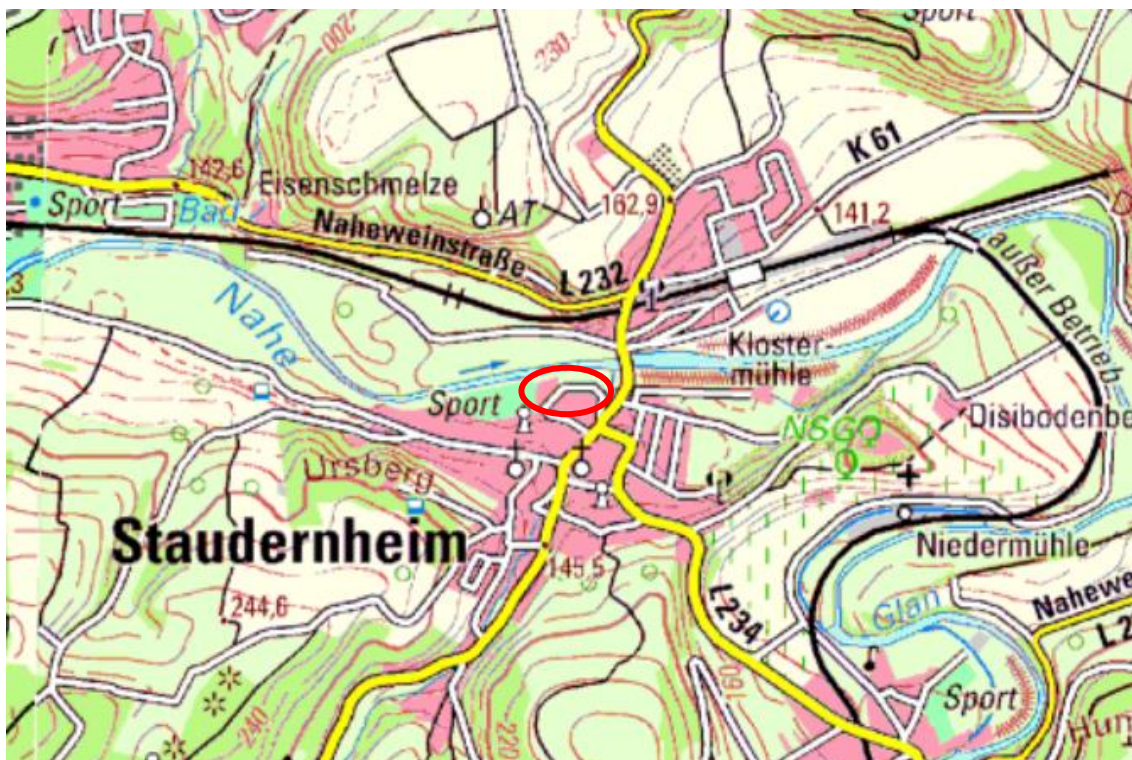 Sport
200
230
K 61
142,6
Eisenschmelze
Sport
Bad
AT
162,9
141,2
Naheweinstraße
L 232
außer Betrieb
Nahe
Kloster-
mühle
Sport
NSG
Disibodenbe
Ursberg
Staudernheim
Niedermühle
145,5
244,6
L 234
Glan
Nahewe
L 2
160
Sport
240
220
Hum